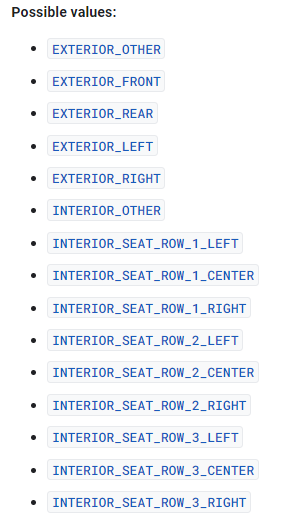 Possible values:
EXTERIOR_OTHER
EXTERIOR_FRONT
EXTERIOR_REAR
EXTERIOR_LEFT
EXTERIOR_RIGHT
INTERIOR_OTHER
INTERIOR_SEAT_ROW_1_LEFT
INTERIOR_SEAT_ROW_1_CENTER
INTERIOR_SEAT_ROW_1_RIGHT
INTERIOR_SEAT_ROW_2_LEFT
INTERIOR_SEAT_ROW_2_CENTER
INTERIOR_SEAT_ROW_2_RIGHT
INTERIOR_SEAT_ROW_3_LEFT
INTERIOR_SEAT_ROW_3_CENTER
INTERIOR_SEAT_ROW_3_RIGHT